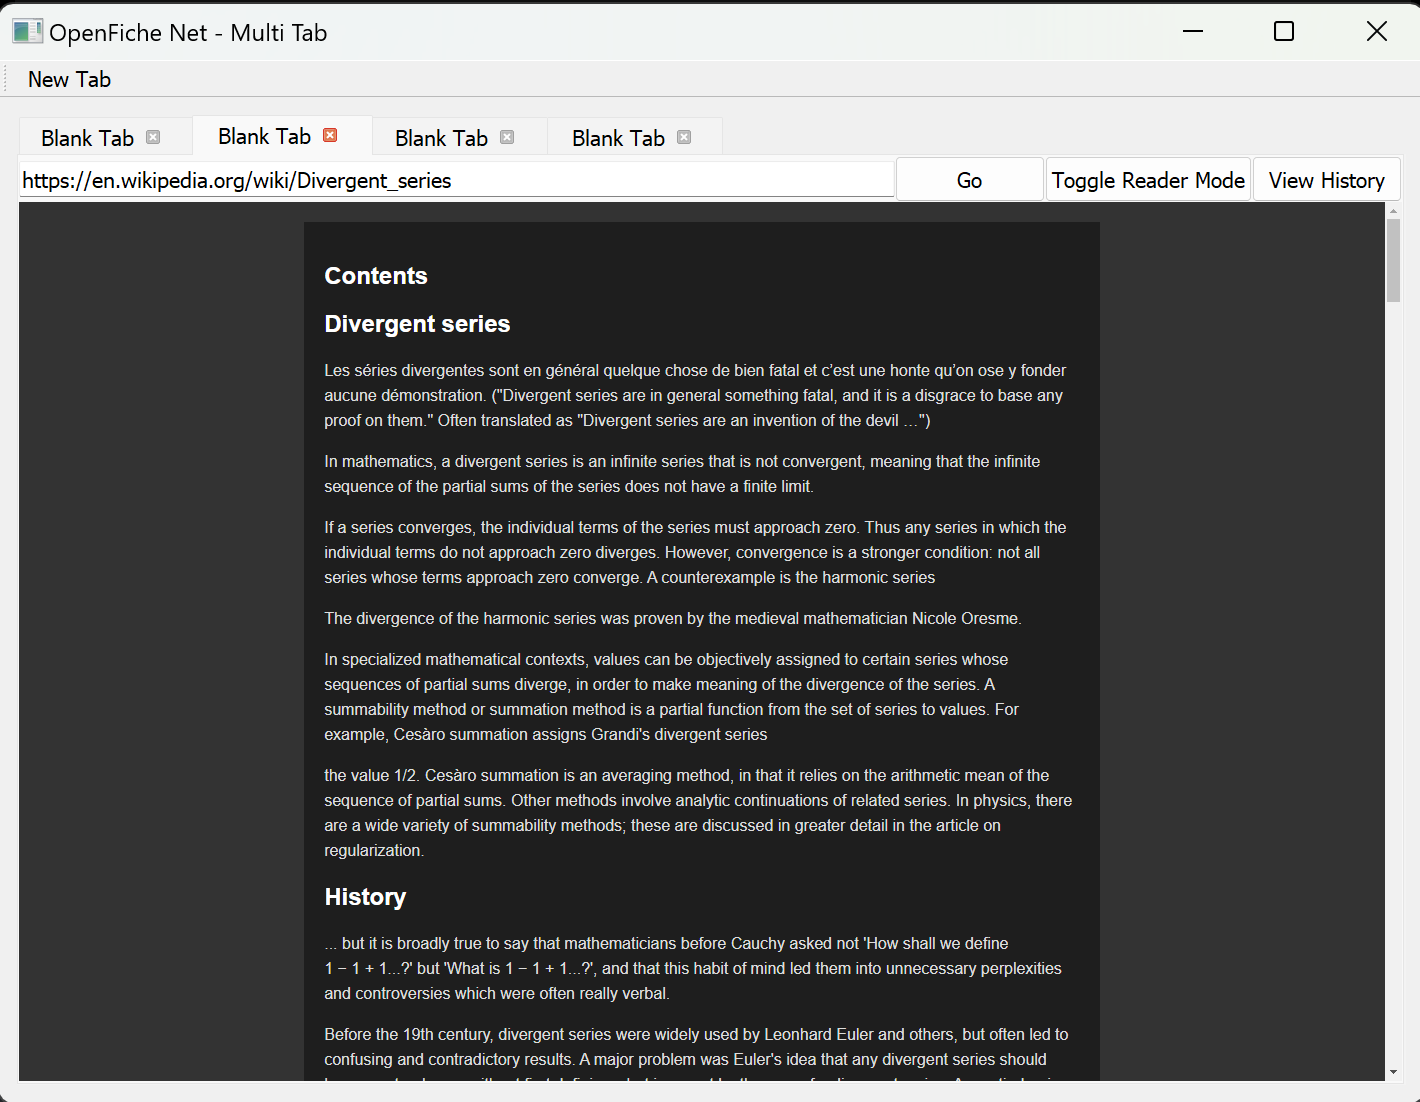 OpenFiche Net - Multi Tab
New Tab
Blank Tab
Blank Tab
Blank Tab
Blank Tab
https://en.wikipedia.org/wiki/Divergent_series
Go
Toggle Reader Mode
View History
Contents
Divergent series
Les séries divergentes sont en général quelque chose de bien fatal et c’est une honte qu’on ose y fonder
aucune démonstration. ("Divergent series are in general something fatal, and it is a disgrace to base any
proof on them." Often translated as "Divergent series are an invention of the devil …")
In mathematics, a divergent series is an infinite series that is not convergent, meaning that the infinite
sequence of the partial sums of the series does not have a finite limit.
If a series converges, the individual terms of the series must approach zero. Thus any series in which the
individual terms do not approach zero diverges. However, convergence is a stronger condition: not all
series whose terms approach zero converge. A counterexample is the harmonic series
The divergence of the harmonic series was proven by the medieval mathematician Nicole Oresme.
In specialized mathematical contexts, values can be objectively assigned to certain series whose
sequences of partial sums diverge, in order to make meaning of the divergence of the series. A
summability method or summation method is a partial function from the set of series to values. For
example, Cesàro summation assigns Grandi's divergent series
the value 1/2. Cesàro summation is an averaging method, in that it relies on the arithmetic mean of the
sequence of partial sums. Other methods involve analytic continuations of related series. In physics, there
are a wide variety of summability methods; these are discussed in greater detail in the article on
regularization.
History
... but it is broadly true to say that mathematicians before Cauchy asked not 'How shall we define
1 − 1 + 1...?' but 'What is 1 − 1 + 1...?', and that this habit of mind led them into unnecessary perplexities
and controversies which were often really verbal.
Before the 19th century, divergent series were widely used by Leonhard Euler and others, but often led to
confusing and contradictory results. A major problem was Euler's idea that any divergent series should